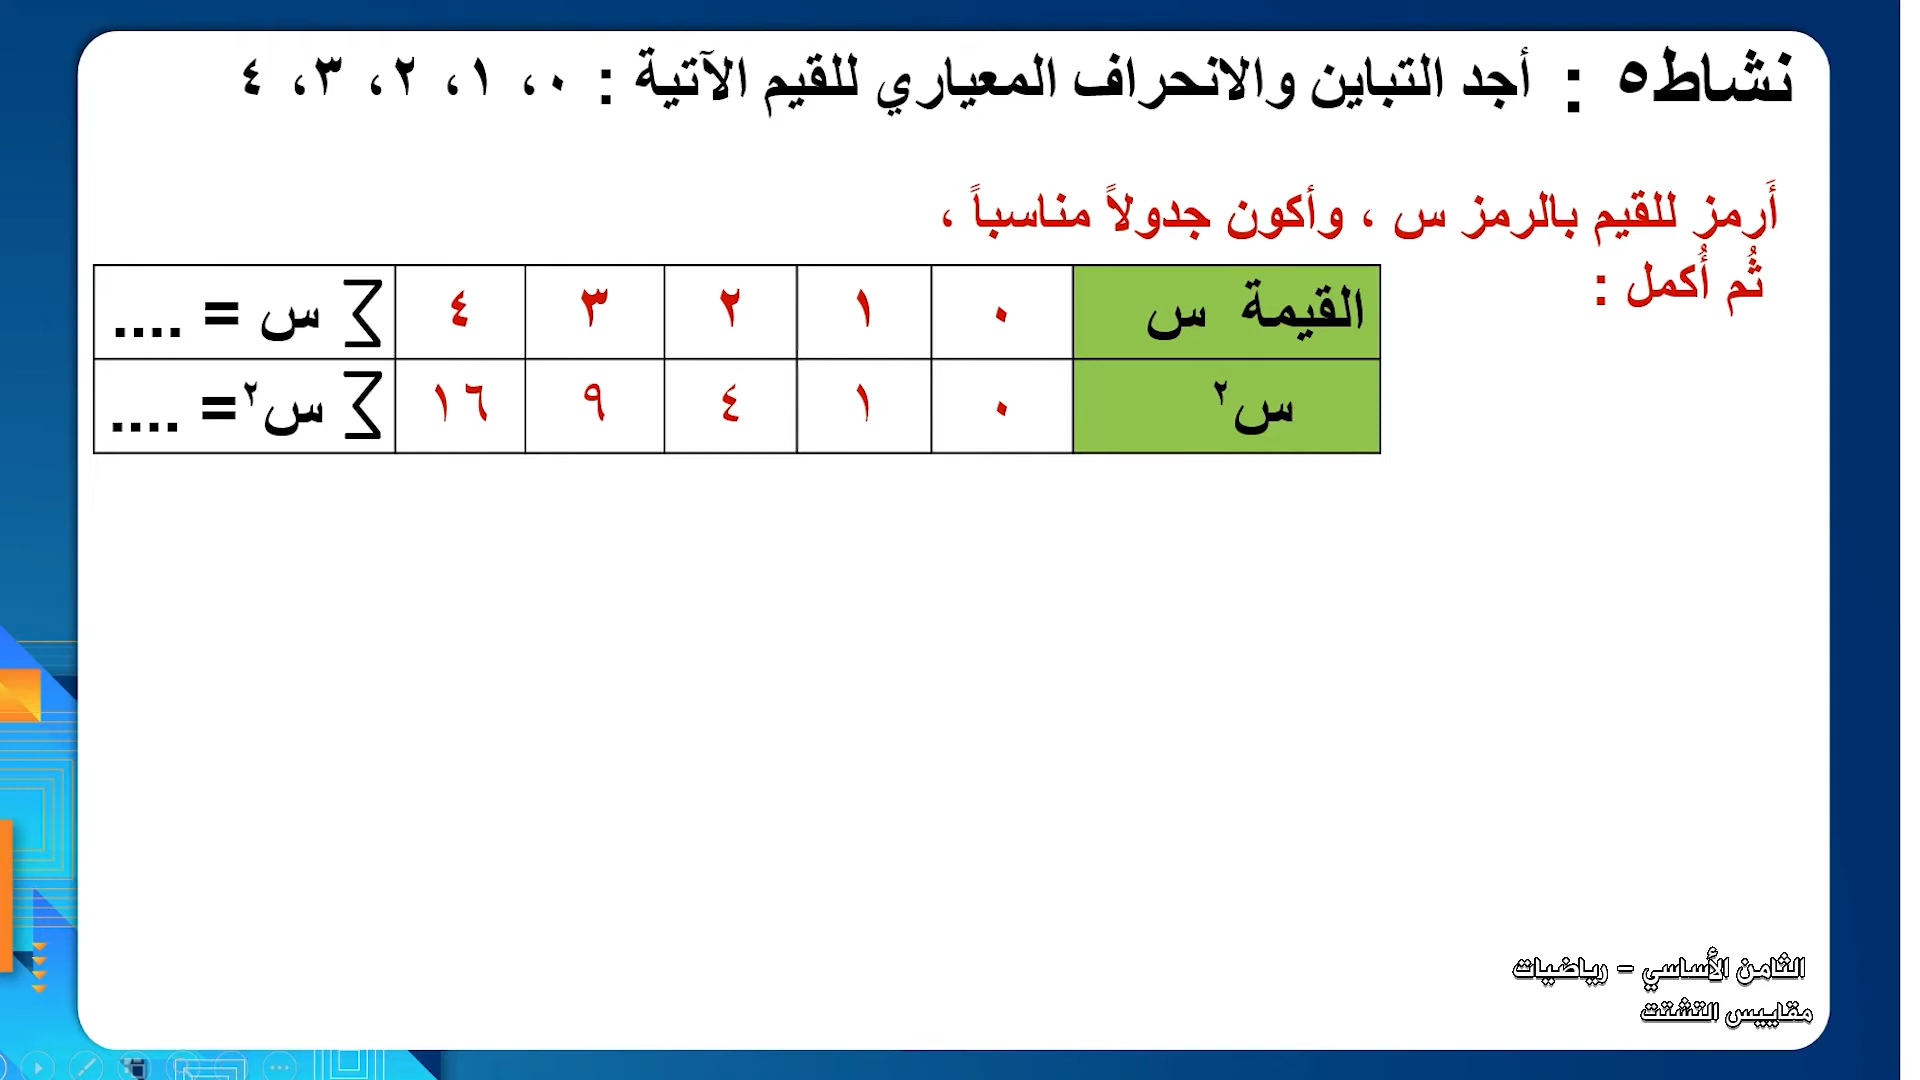 نشاط٥ : أجد التباين والانحراف المعياري للقيم الآتية : ٠، ١، ٢، ٣، ٤
أَرمز للقيم بالرمز س ، وأكون جدولاً مناسباً ،
ثُم أُكمل :
القيمة س ٠ ١ ٢ ٣ ٤ ∑ س = ....
س٢ ٠ ١ ٤ ٩ ١٦ ∑ س٢= ....
الثامن الأساسي – رياضيات
مقاييس التشتت